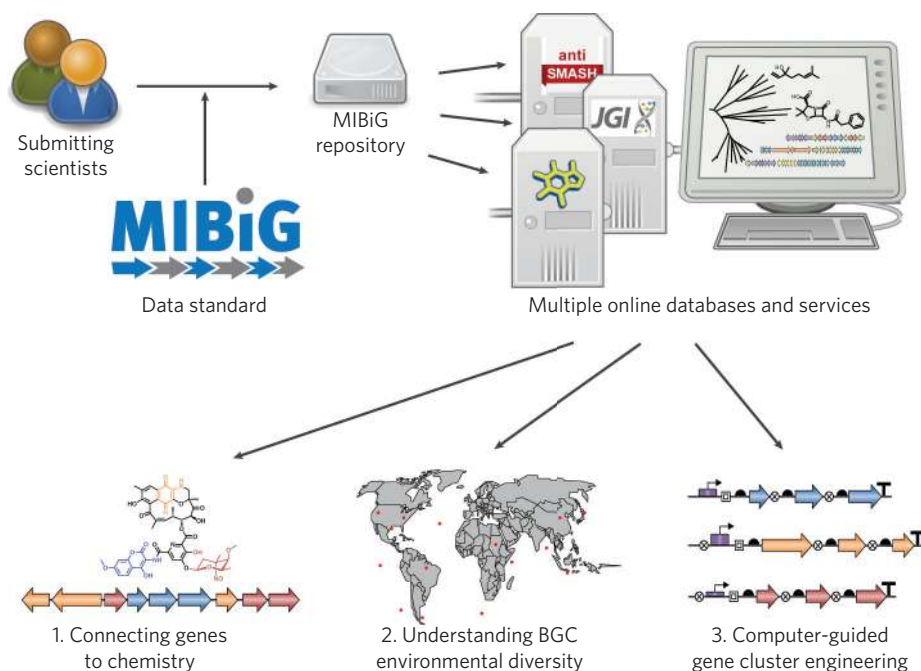 anti
SMASH
JGI
Submitting
scientists
MIBiG
repository
MIBiG
Data standard
Multiple online databases and services
1. Connecting genes
to chemistry
2. Understanding BGC
environmental diversity
3. Computer-guided
gene cluster engineering